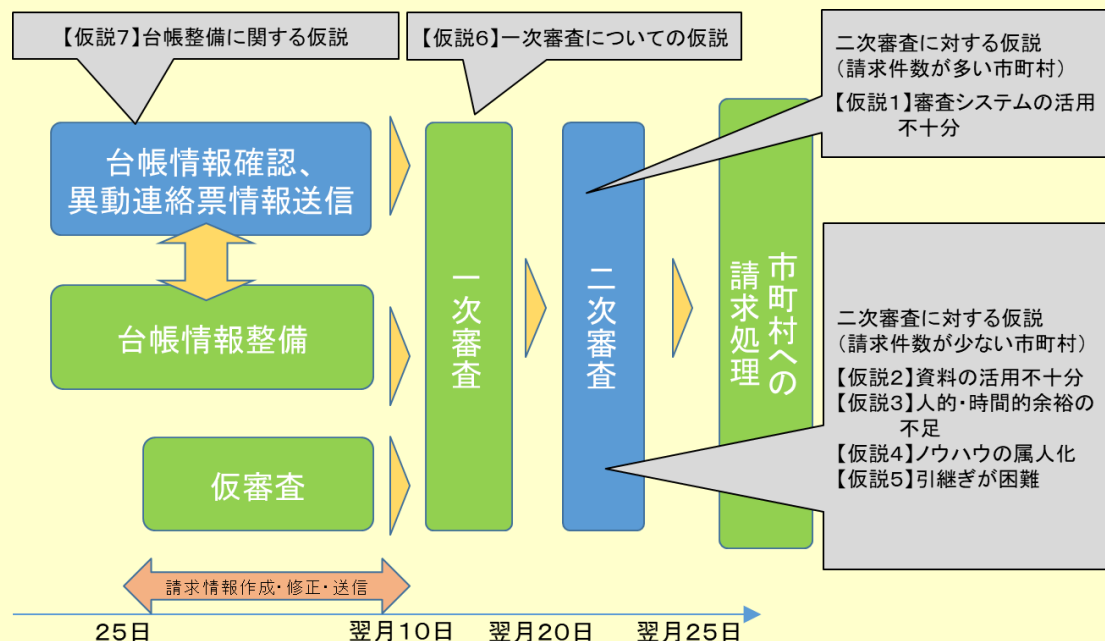 【仮説7】台帳整備に関する仮説
【仮説6】一次審査についての仮説
二次審査に対する仮説
（請求件数が多い市町村）
【仮説1】審査システムの活用
不十分
台帳情報確認、
異動連絡票情報送信
台帳情報整備
仮審査
一次審査
二次審査
市町村への
請求処理
二次審査に対する仮説
（請求件数が少ない市町村）
【仮説2】資料の活用不十分
【仮説3】人的・時間的余裕の
不足
【仮説4】ノウハウの属人化
【仮説5】引継ぎが困難
請求情報作成・修正・送信
25日
翌月10日
翌月20日
翌月25日